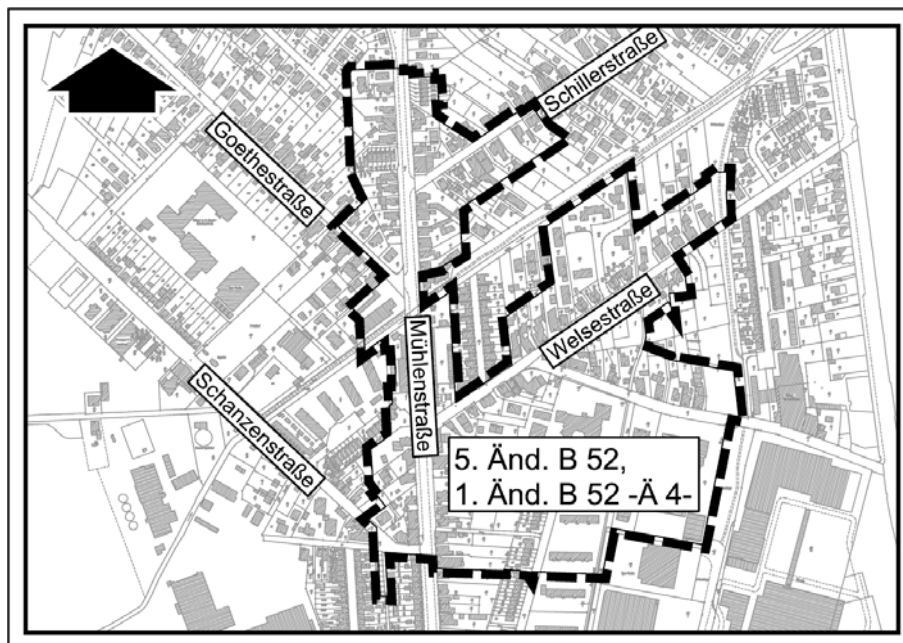 Schillerstraße
Goethestraße
Welsestraße
Mühlenstraße
Schanzenstraße
5. Änd. B 52,
1. Änd. B 52 -Ä 4-